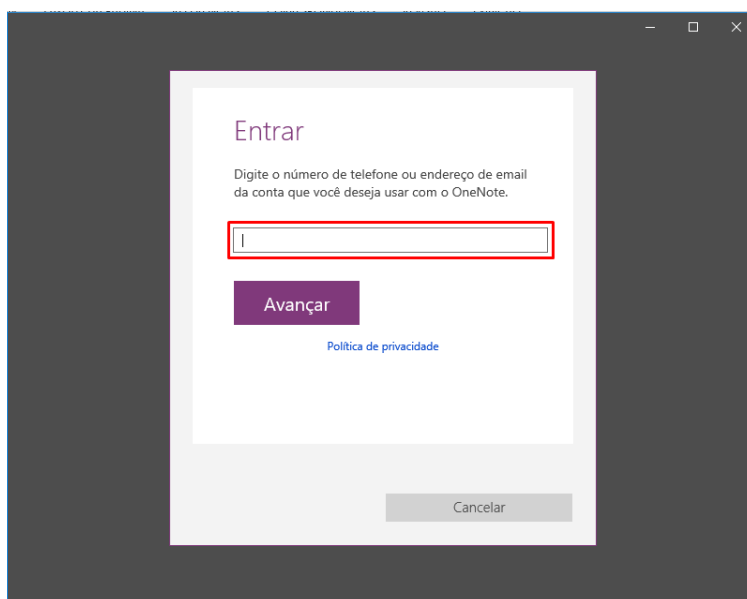 Entrar
Digite o número de telefone ou endereço de email
da conta que você deseja usar com o OneNote.
Avançar
Política de privacidade
Cancelar